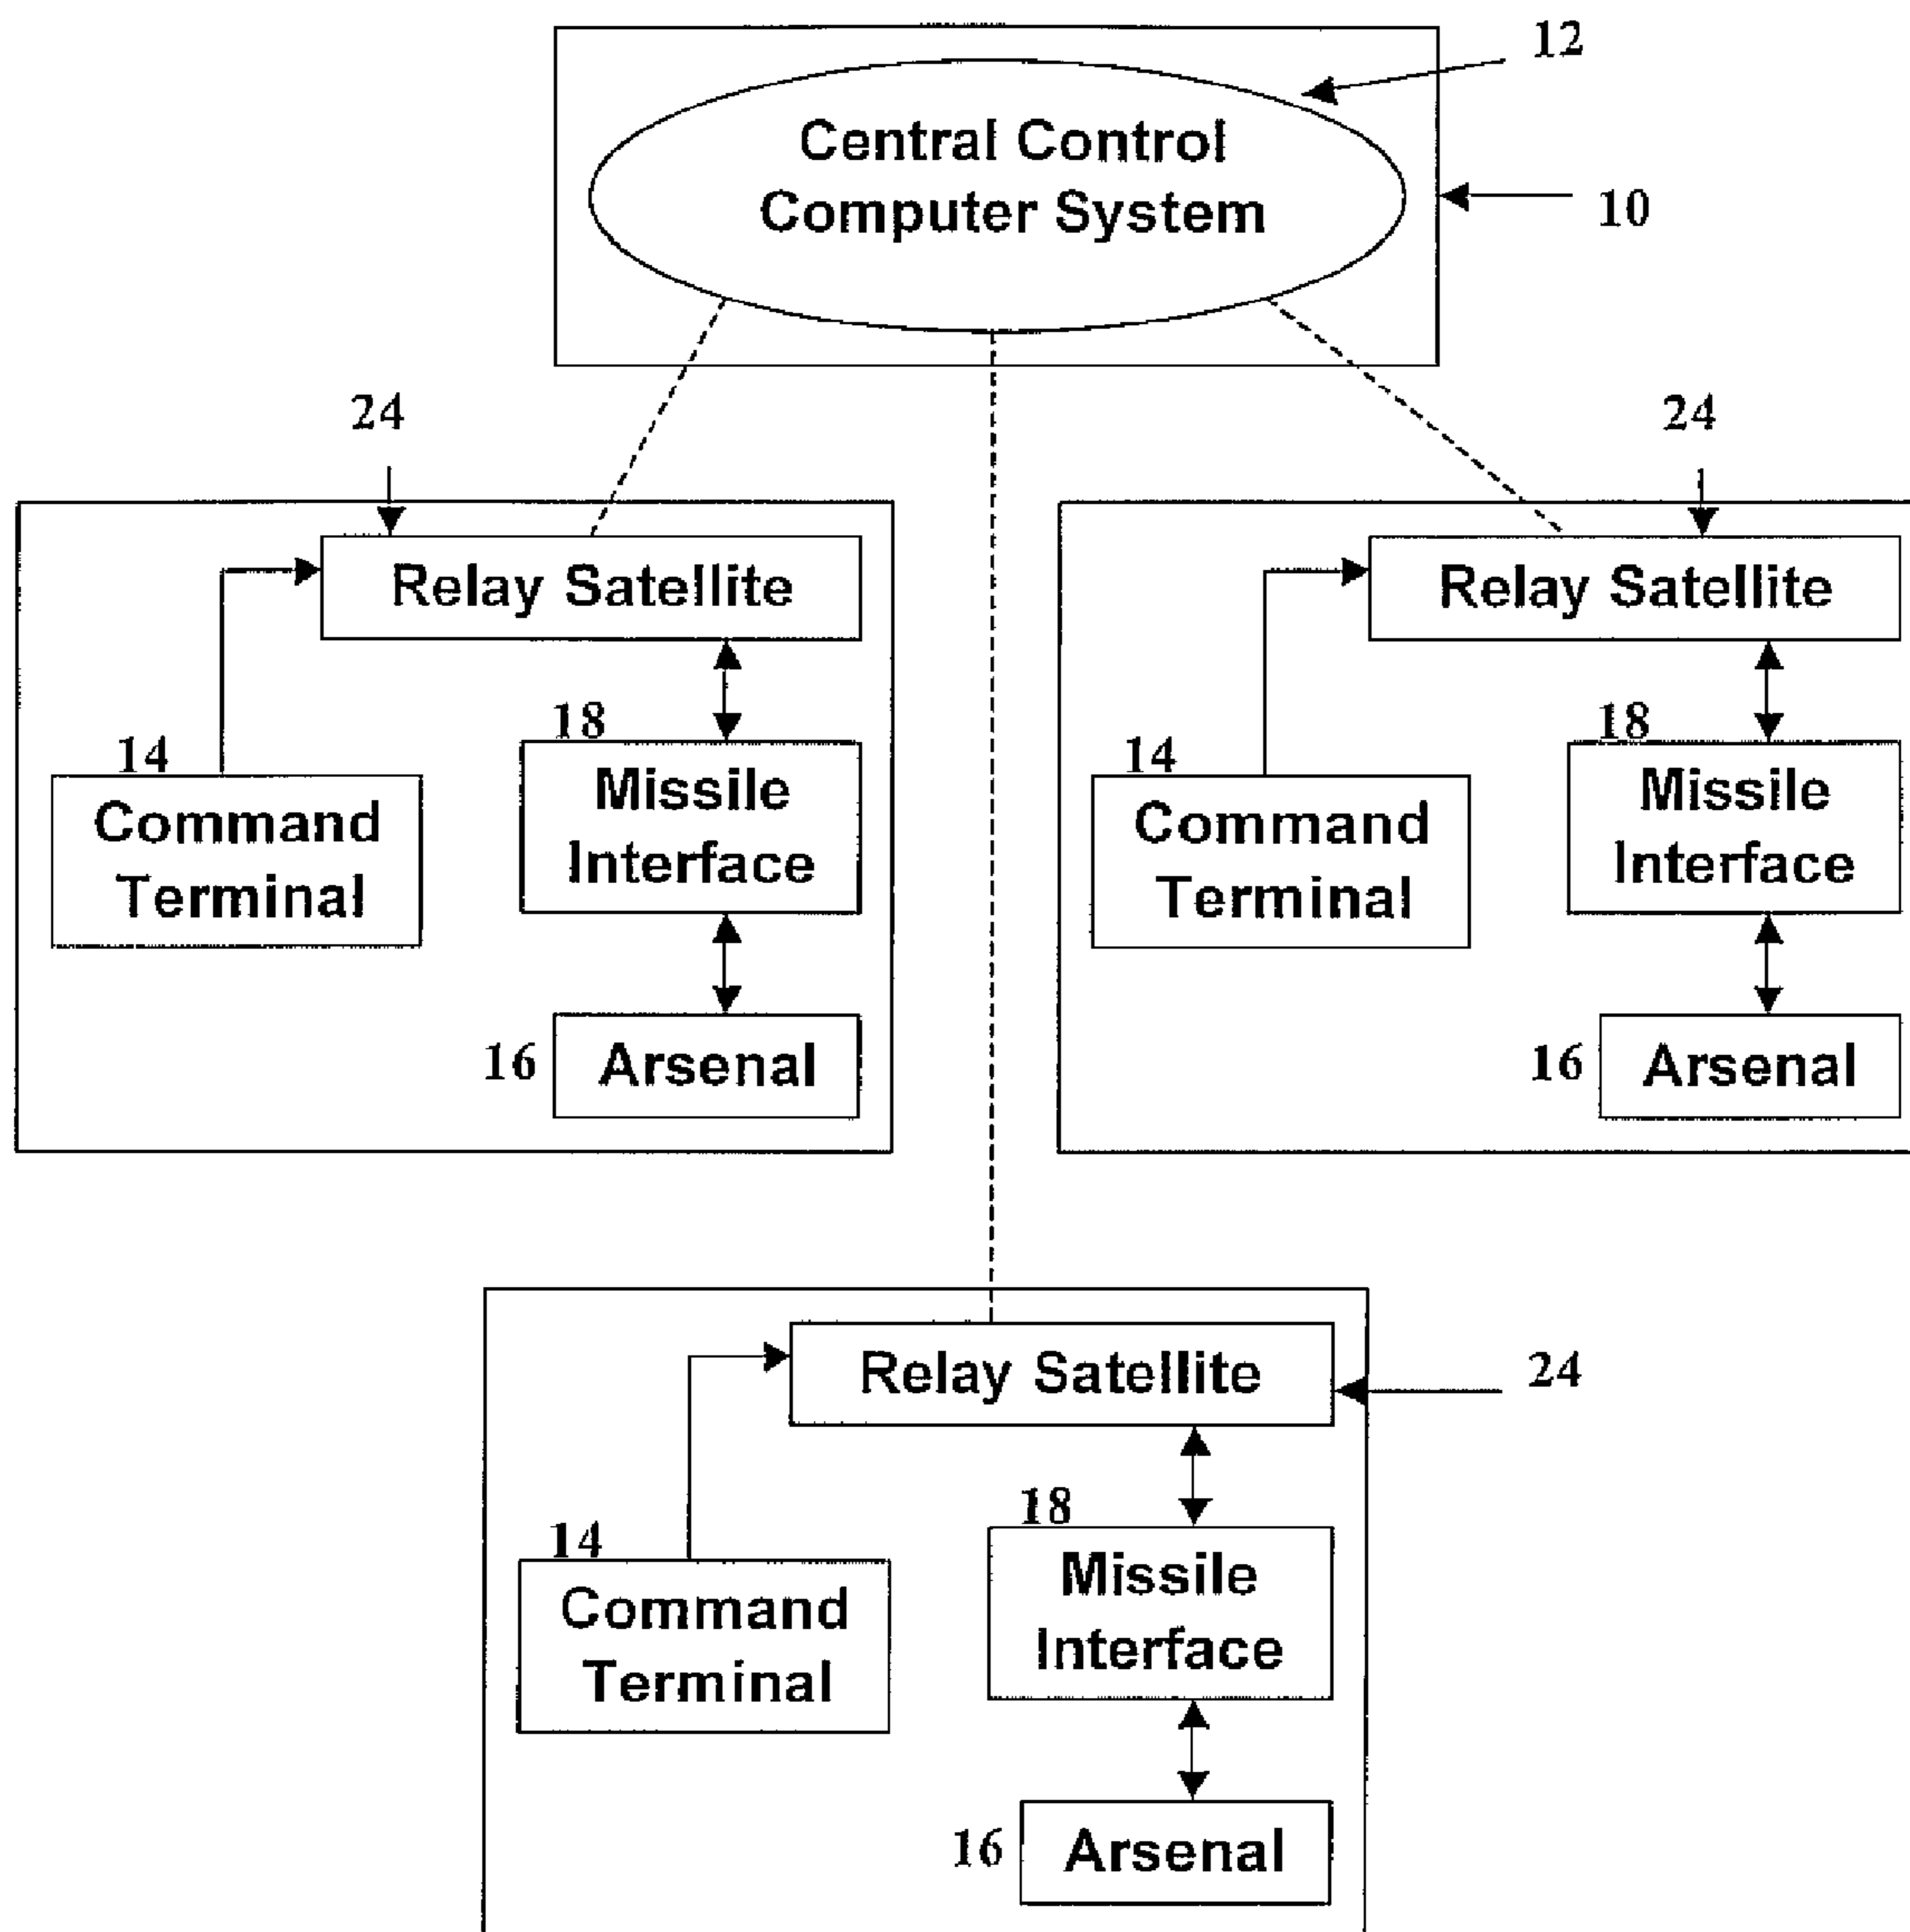 12
Central Control
Computer System
10
24
Relay Satellite
18
14
Missile
Interface
Command
Terminal
16
Arsenal
24
Relay Satellite
18
14
Missile
Interface
Command
Terminal
16
Arsenal
Relay Satellite
24
18
14
Missile
Interface
Command
Terminal
16
Arsenal